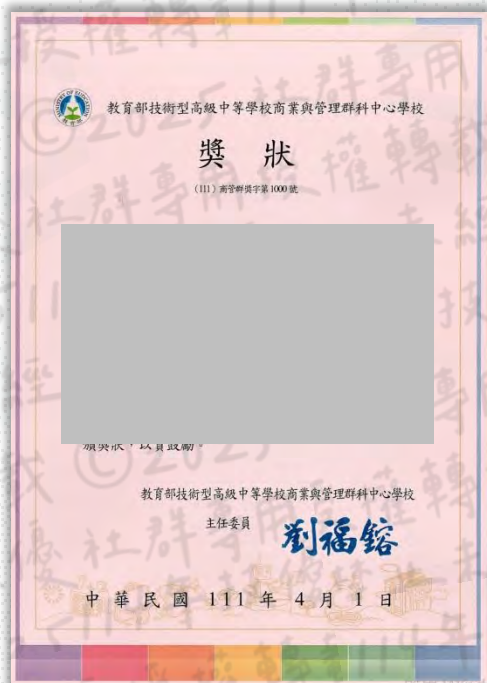 教育部技術型高級中等學校商業與管理群科中心學校
獎 狀
(111) 商管群獎字第1000號
頒獎狀，以資鼓勵。
教育部技術型高級中等學校商業與管理群科中心學校
主任委員
劉福鎔
中 華 民 國 111 年 4 月 1 日